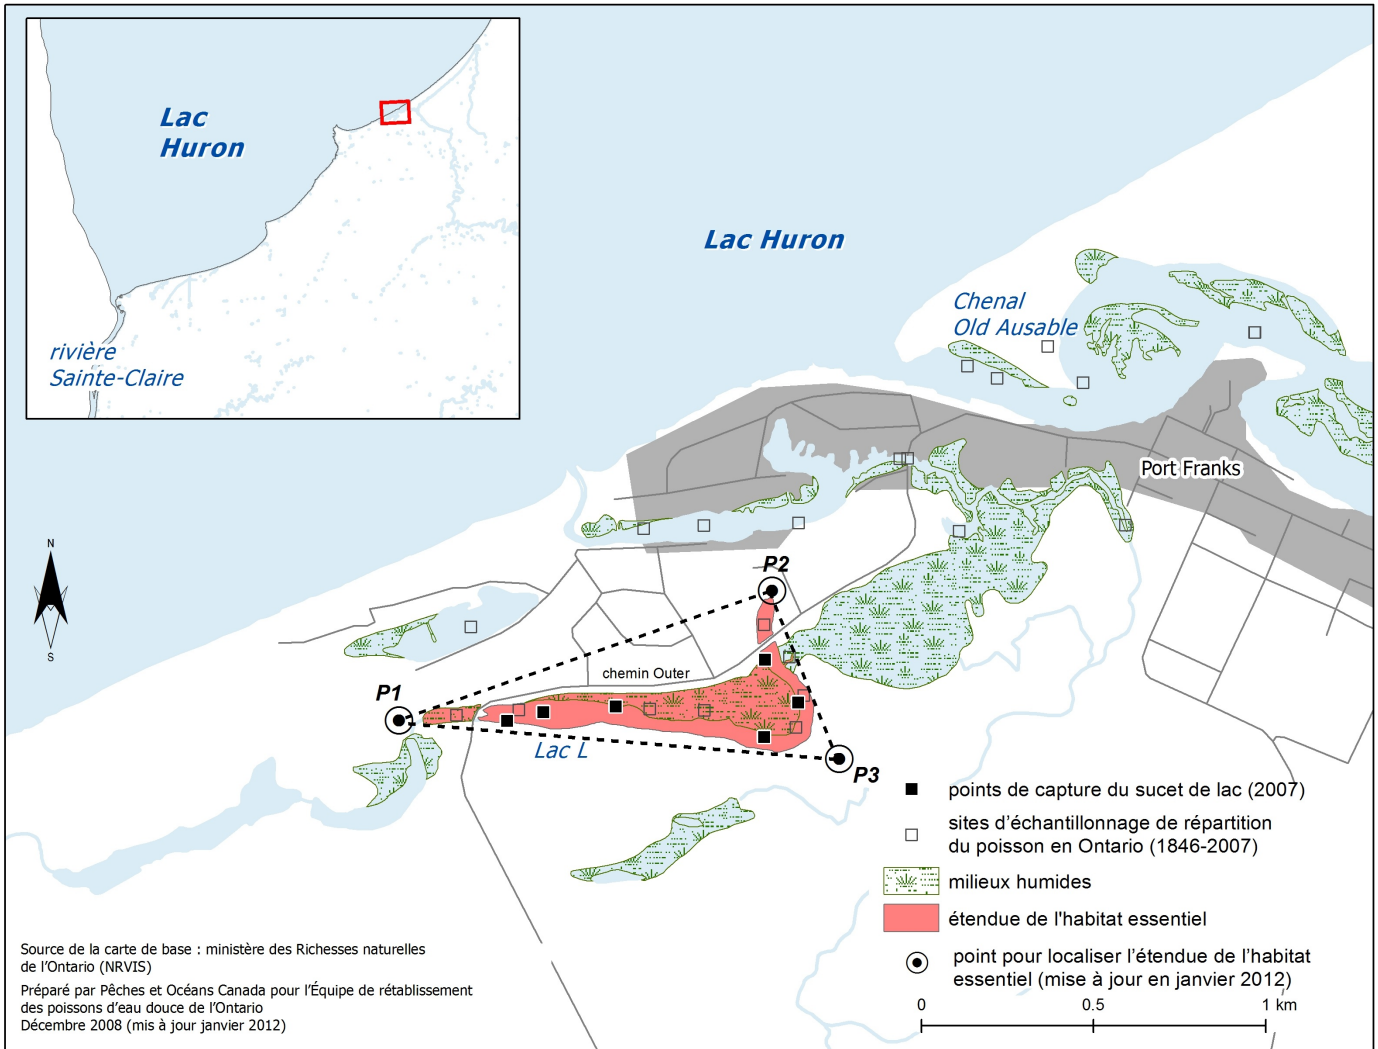 Lac
Huron
rivière
Sainte-Claire
Lac Huron
Chenal
Old Ausable
Port Franks
N
S
P2
chemin Outer
P1
Lac L
P3
points de capture du sucet de lac (2007)
sites d'échantillonnage de répartition
du poisson en Ontario (1846-2007)
milieux humides
étendue de l'habitat essentiel
point pour localiser l'étendue de l'habitat
essentiel (mise à jour en janvier 2012)
0 0.5 1 km
Source de la carte de base : ministère des Richesses naturelles
de l'Ontario (NRVIS)
Préparé par Pêches et Océans Canada pour l'Équipe de rétablissement
des poissons d'eau douce de l'Ontario
Décembre 2008 (mis à jour janvier 2012)